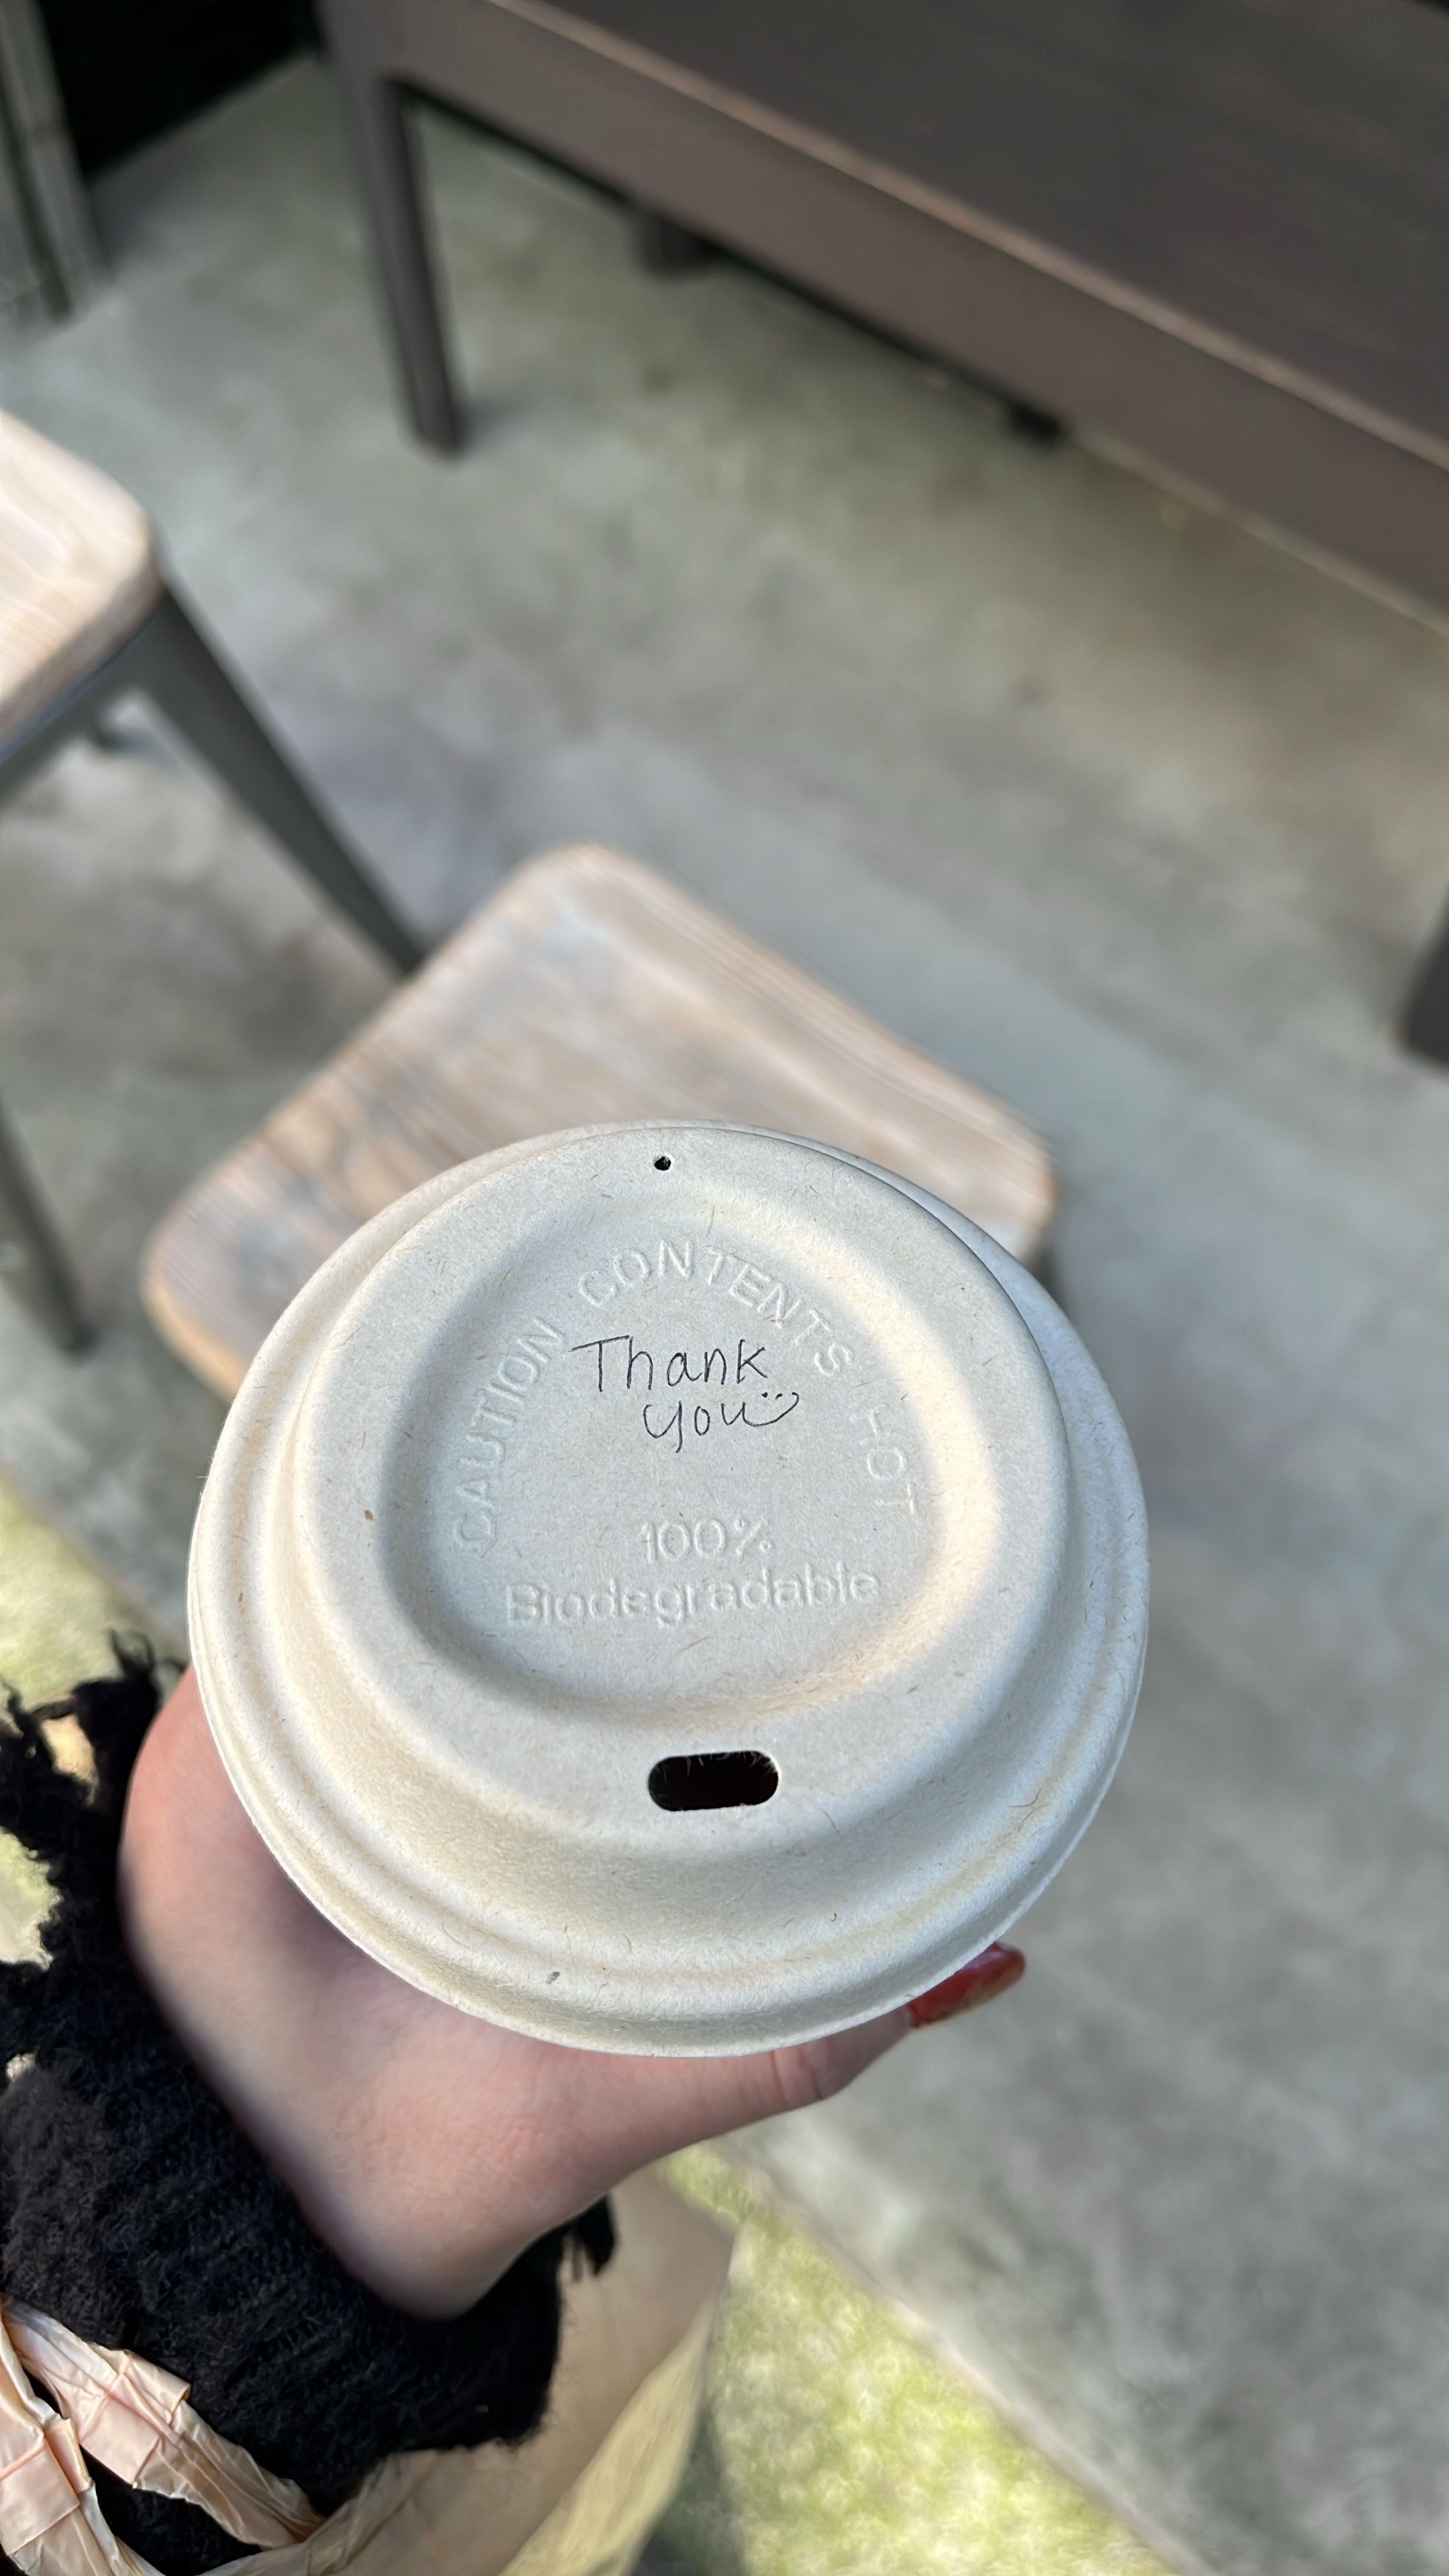 CAUTION CONTENTS HOT
Thank
you
100%
Biodegradable